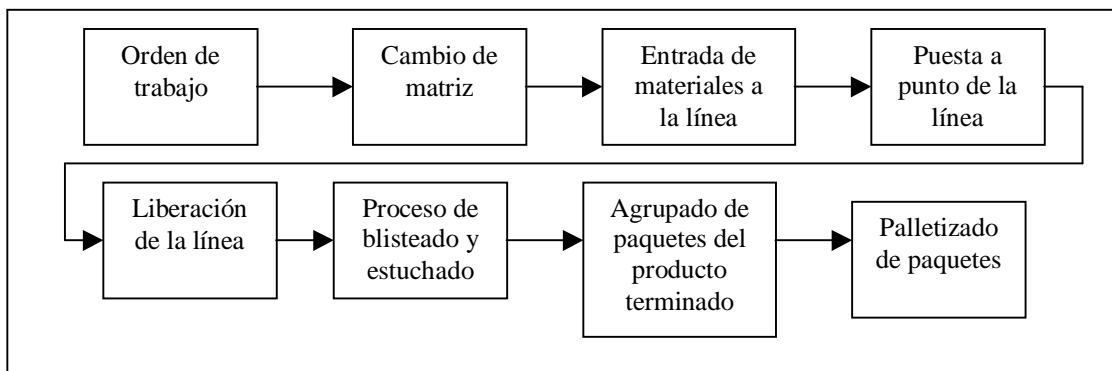 Orden de
trabajo
Cambio de
matriz
Entrada de
materiales a
la línea
Puesta a
punto de la
línea
Liberación
de la línea
Proceso de
blisteado y
estuchado
Agrupado de
paquetes del
producto
terminado
Palletizado
de paquetes